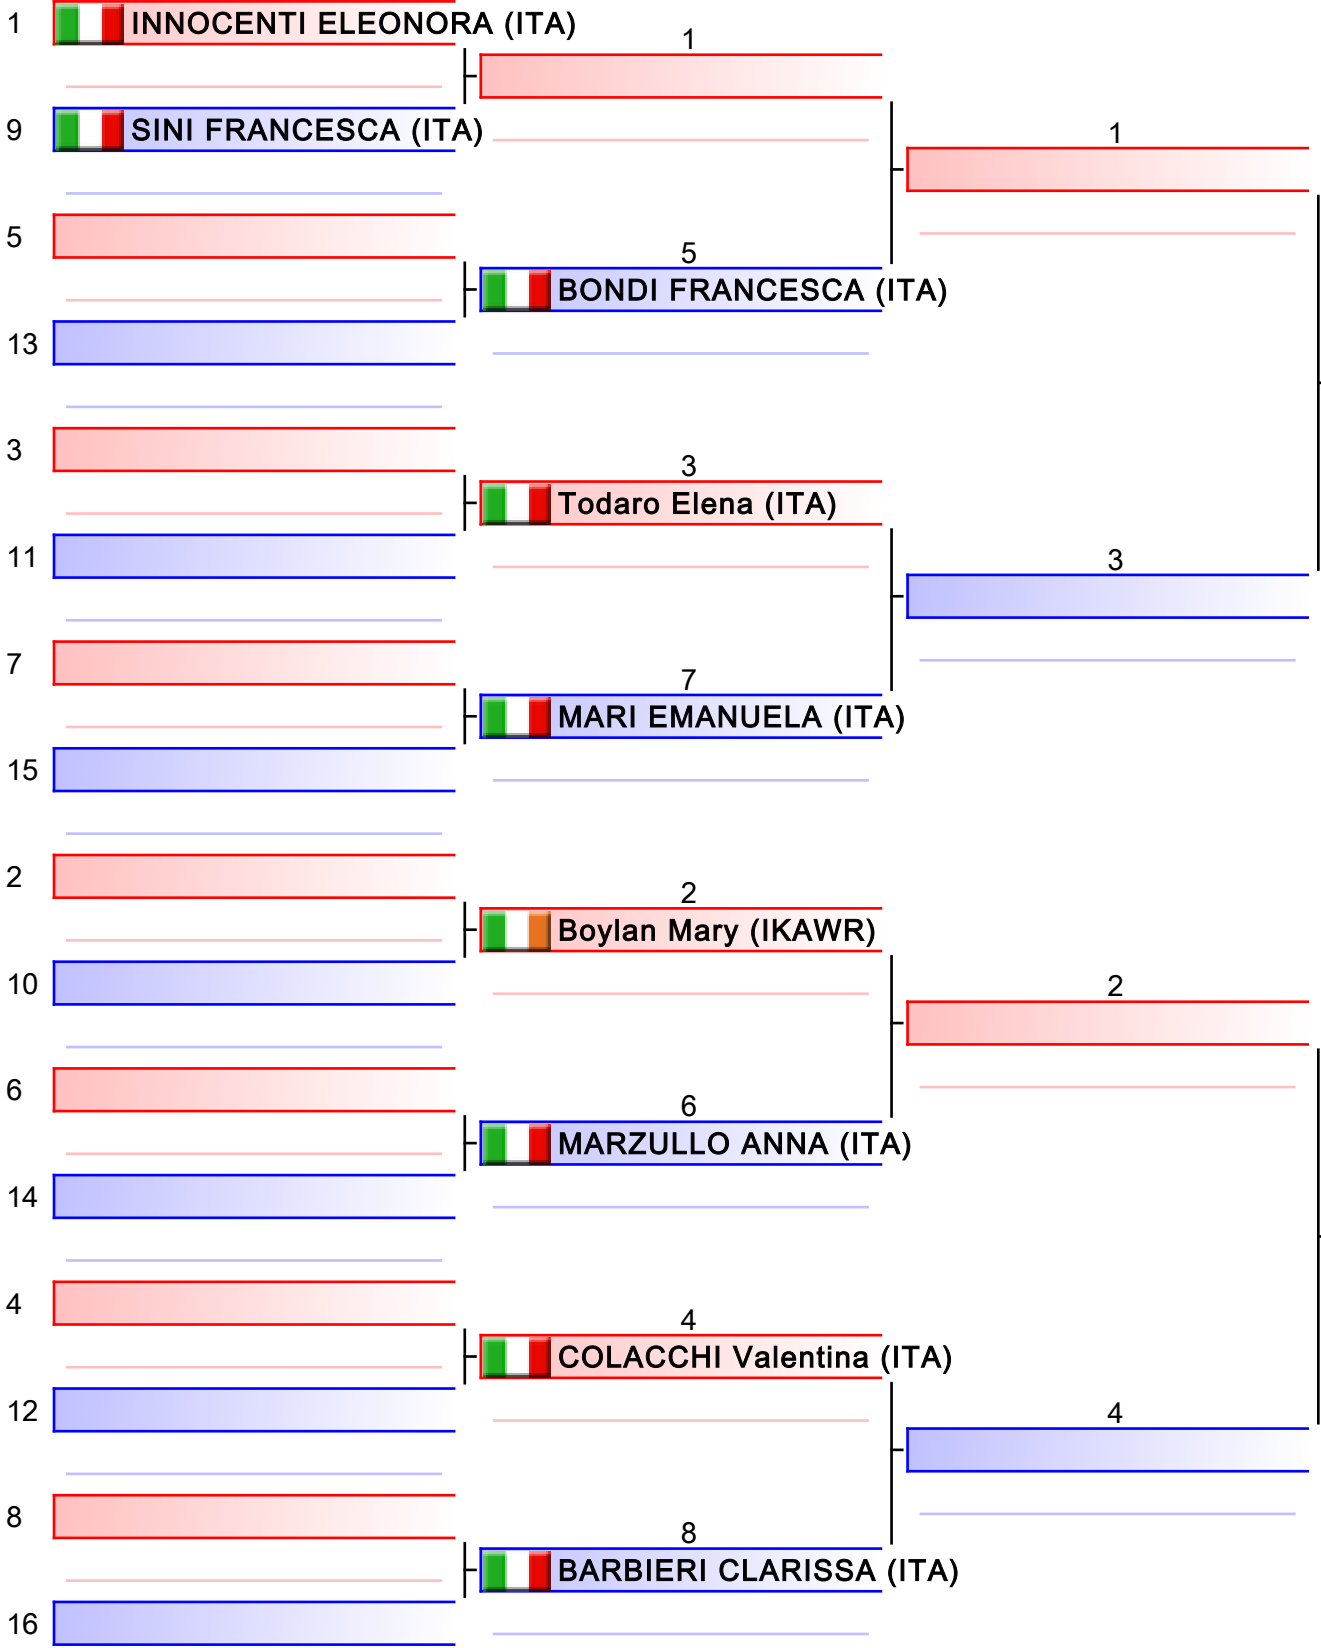 1 INNOCENTI ELEONORA (ITA)
1
9 SINI FRANCESCA (ITA)
1
5
5
BONDI FRANCESCA (ITA)
13
3
3
Todaro Elena (ITA)
11
3
7
7
MARI EMANUELA (ITA)
15
2
2
Boylan Mary (IKAWR)
10
2
6
6
MARZULLO ANNA (ITA)
14
4
4
COLACCHI Valentina (ITA)
12
4
8
8
BARBIERI CLARISSA (ITA)
16